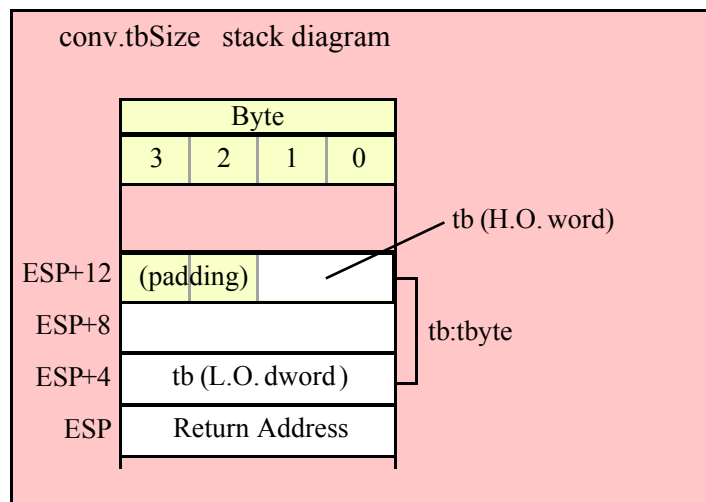 conv.tbSize stack diagram
Byte
3 2 1 0
tb (H.O. word)
ESP+12 (padding)
ESP+8 tb:tbyte
ESP+4 tb (L.O. dword)
ESP Return Address